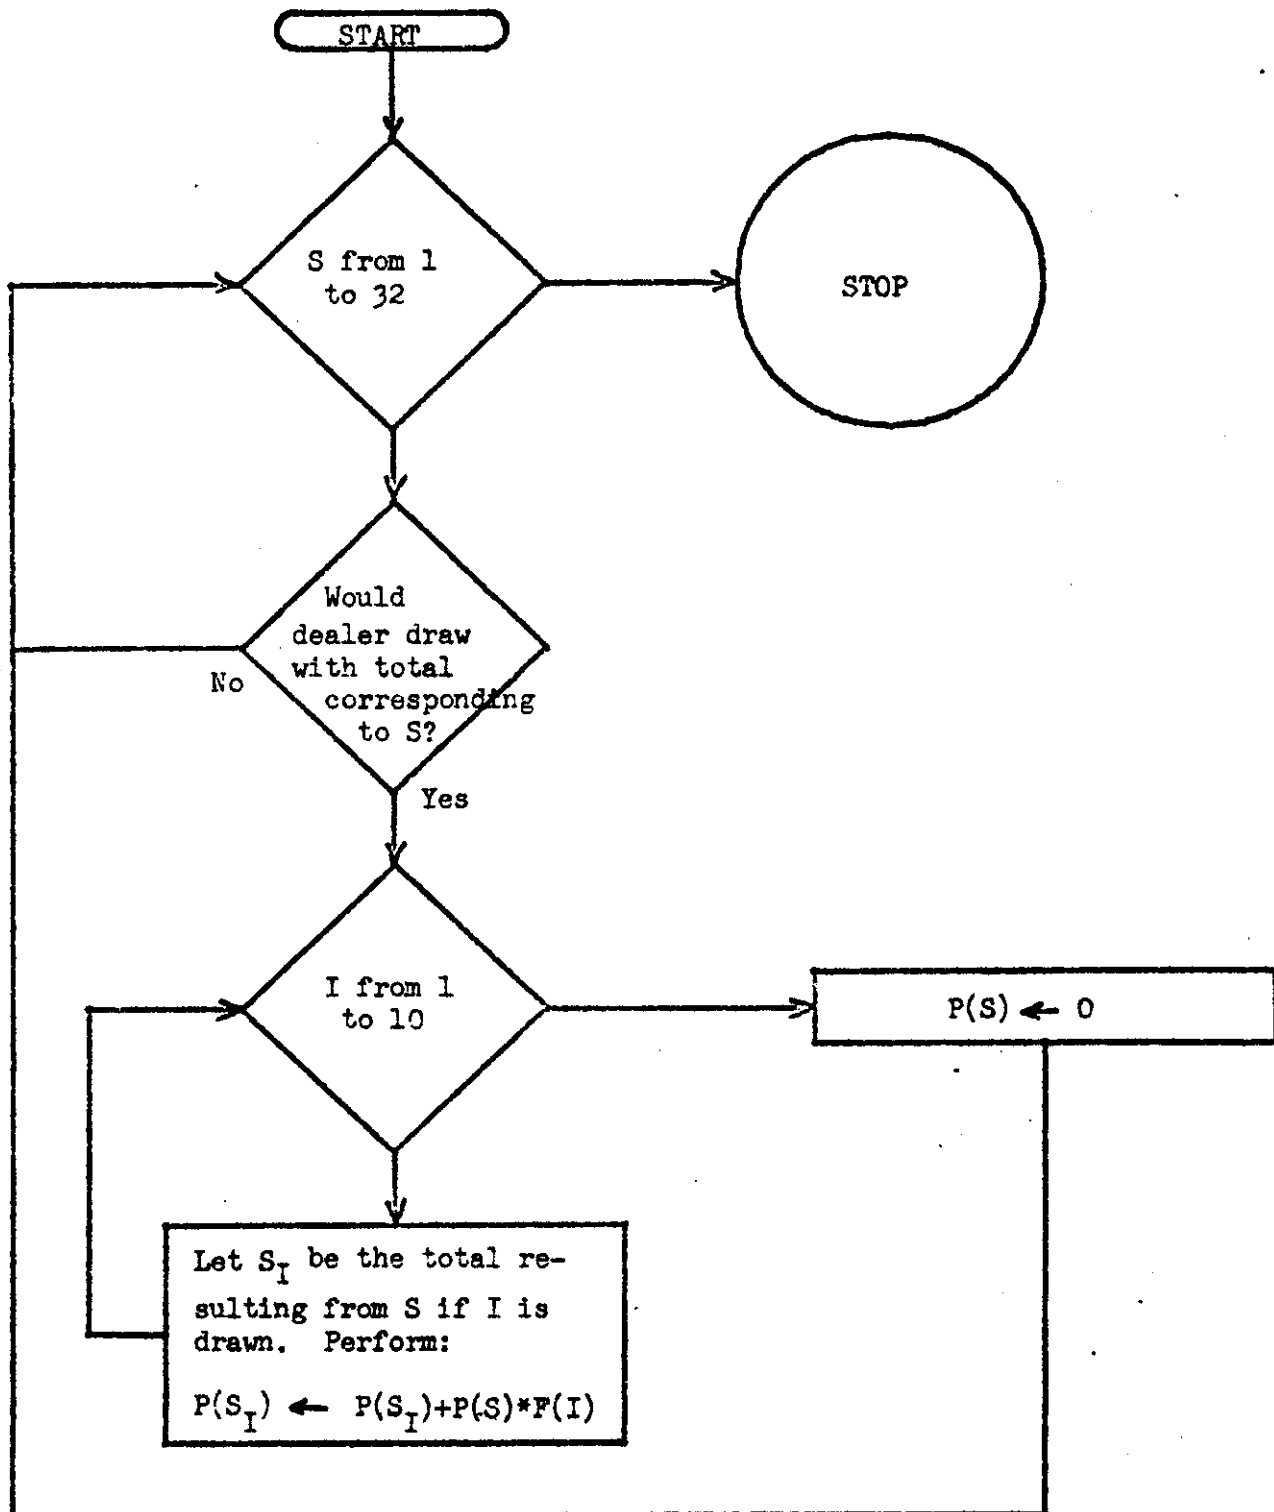 START
S from 1
to 32
STOP
Would
dealer draw
with total
corresponding
to S?
No
Yes
I from 1
to 10
P(S) ← 0
Let S_I be the total re-
sulting from S if I is
drawn. Perform:
P(S_I) ← P(S_I)+P(S)*F(I)